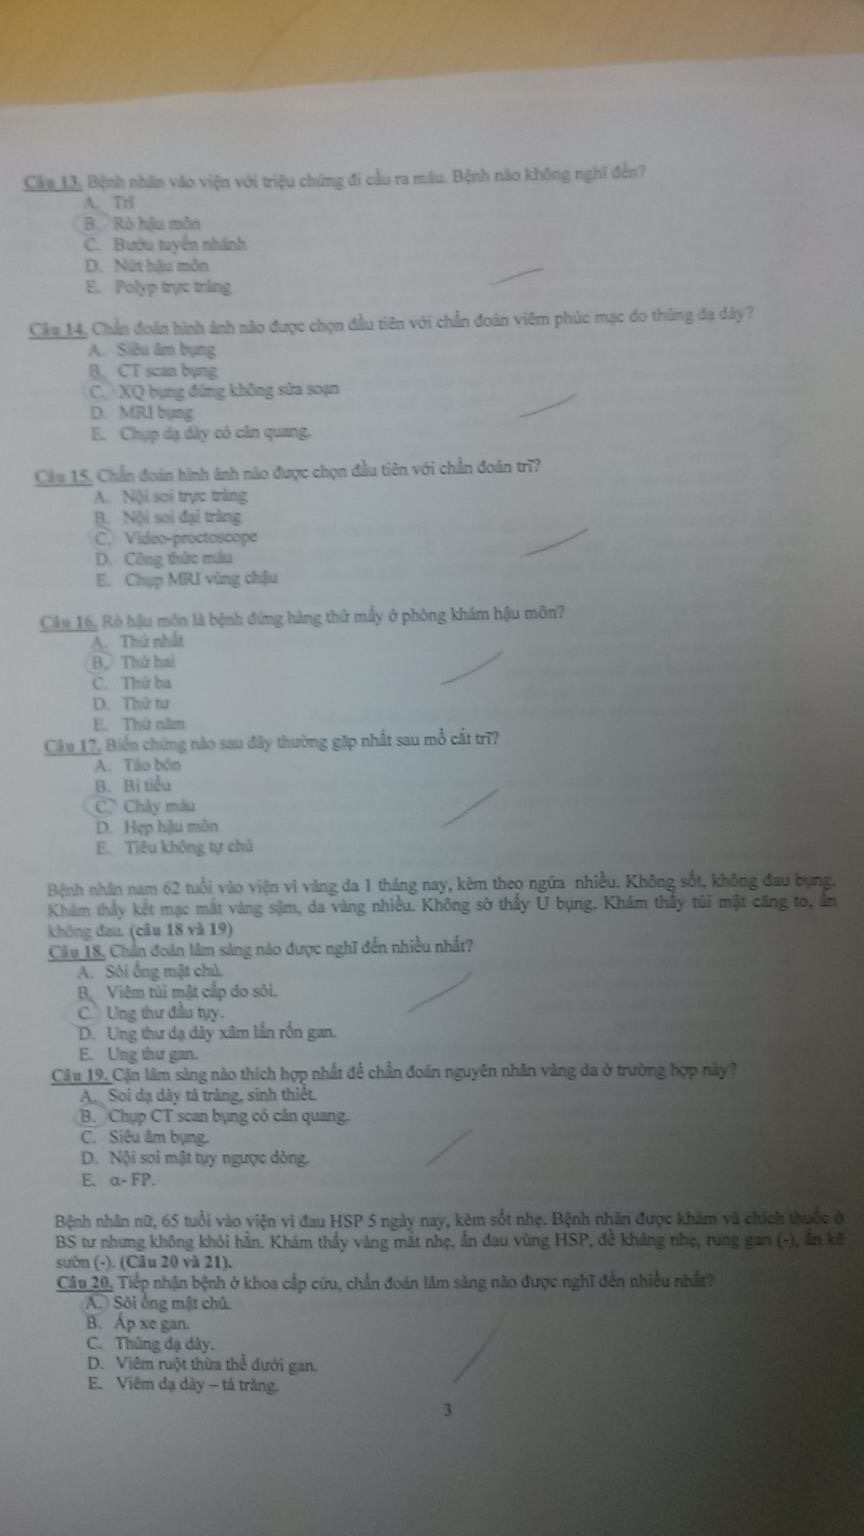 Câu 13. Bệnh nhân vào viện với triệu chứng đi cầu ra máu. Bệnh nào không nghĩ đến?
A. Trĩ
B. Rò hậu môn
C. Bướu tuyến nhánh
D. Nứt hậu môn
E. Polyp trực tràng
Câu 14. Chẩn đoán hình ảnh nào được chọn đầu tiên với chẩn đoán viêm phúc mạc do thủng dạ dày?
A. Siêu âm bụng
B. CT scan bụng
C. XQ bụng đứng không sửa soạn
D. MRI bụng
E. Chụp dạ dày có cản quang.
Câu 15. Chẩn đoán hình ảnh nào được chọn đầu tiên với chẩn đoán trĩ?
A. Nội soi trực tràng
B. Nội soi đại tràng
C. Video-proctoscope
D. Công thức máu
E. Chụp MRI vùng chậu
Câu 16. Rò hậu môn là bệnh đứng hàng thứ mấy ở phòng khám hậu môn?
A. Thứ nhất
B. Thứ hai
C. Thứ ba
D. Thứ tư
E. Thứ năm
Câu 17. Biến chứng nào sau đây thường gặp nhất sau mổ cắt trĩ?
A. Táo bón
B. Bí tiểu
C. Chảy máu
D. Hẹp hậu môn
E. Tiêu không tự chủ
Bệnh nhân nam 62 tuổi vào viện vì vàng da 1 tháng nay, kèm theo ngứa nhiều. Không sốt, không đau bụng.
Khám thấy kết mạc mắt vàng sậm, da vàng nhiều. Không sờ thấy U bụng. Khám thấy túi mật căng to, ấn
không đau. (câu 18 và 19)
Câu 18. Chẩn đoán lâm sàng nào được nghĩ đến nhiều nhất?
A. Sỏi ống mật chủ.
B. Viêm túi mật cấp do sỏi.
C. Ung thư đầu tụy.
D. Ung thư dạ dày xâm lấn rốn gan.
E. Ung thư gan.
Câu 19. Cận lâm sàng nào thích hợp nhất để chẩn đoán nguyên nhân vàng da ở trường hợp này?
A. Soi dạ dày tá tràng, sinh thiết.
B. Chụp CT scan bụng có cản quang.
C. Siêu âm bụng.
D. Nội soi mật tụy ngược dòng.
E. α- FP.
Bệnh nhân nữ, 65 tuổi vào viện vì đau HSP 5 ngày nay, kèm sốt nhẹ. Bệnh nhân được khám và chích thuốc ở
BS tư nhưng không khỏi hẳn. Khám thấy vàng mắt nhẹ, ấn đau vùng HSP, đề kháng nhẹ, rung gan (-), ấn kẽ
sườn (-). (Câu 20 và 21).
Câu 20. Tiếp nhận bệnh ở khoa cấp cứu, chẩn đoán lâm sàng nào được nghĩ đến nhiều nhất?
A. Sỏi ống mật chủ.
B. Áp xe gan.
C. Thủng dạ dày.
D. Viêm ruột thừa thể dưới gan.
E. Viêm dạ dày – tá tràng.
3